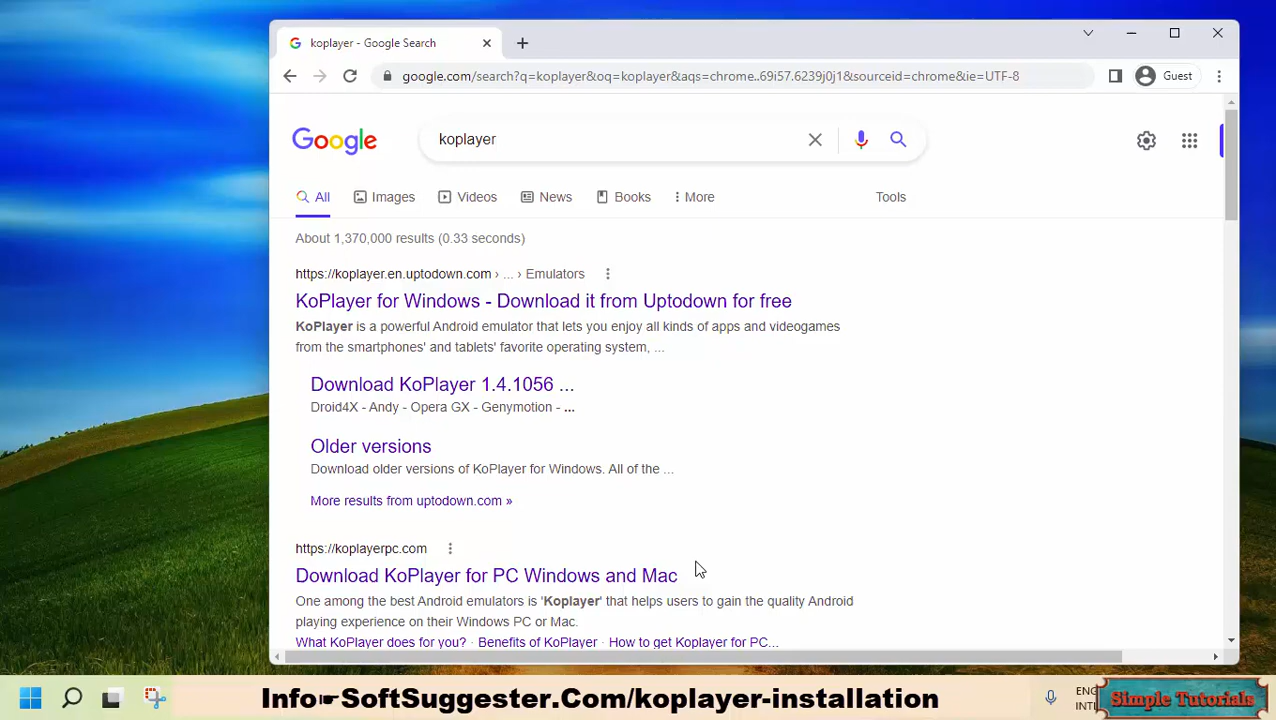 koplayer - Google Search
google.com/search?q=koplayer&oq=koplayer&aqs=chrome..69i57.6239j0j1&sourceid=chrome&ie=UTF-8
Guest
Google
koplayer
All Images Videos News Books More Tools
About 1,370,000 results (0.33 seconds)
https://koplayer.en.uptodown.com › ... › Emulators
KoPlayer for Windows - Download it from Uptodown for free
KoPlayer is a powerful Android emulator that lets you enjoy all kinds of apps and videogames
from the smartphones' and tablets' favorite operating system, ...
Download KoPlayer 1.4.1056 ...
Droid4X - Andy - Opera GX - Genymotion - ...
Older versions
Download older versions of KoPlayer for Windows. All of the ...
More results from uptodown.com »
https://koplayerpc.com
Download KoPlayer for PC Windows and Mac
One among the best Android emulators is 'Koplayer' that helps users to gain the quality Android
playing experience on their Windows PC or Mac.
What KoPlayer does for you? · Benefits of KoPlayer · How to get Koplayer for PC...
Info☛SoftSuggester.Com/koplayer-installation
ENG
INT
Simple Tutorials